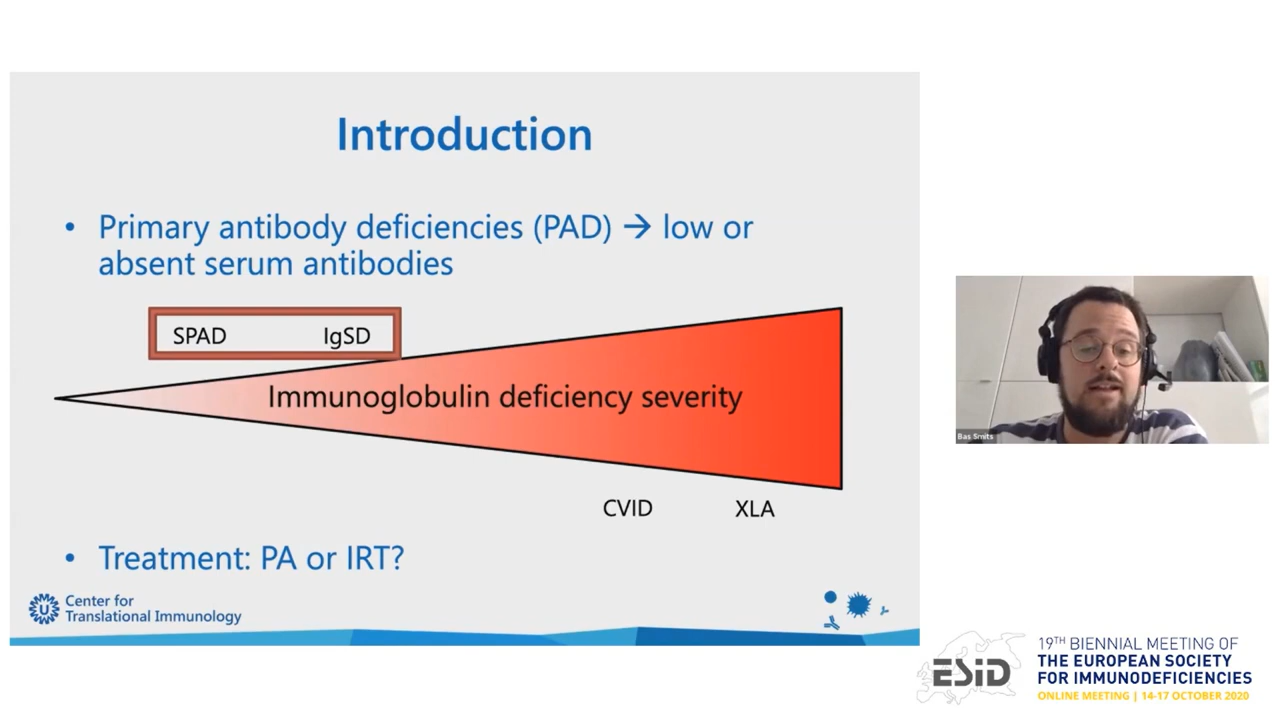 Introduction
• Primary antibody deficiencies (PAD) → low or
absent serum antibodies
SPAD IgSD
Immunoglobulin deficiency severity
CVID XLA
• Treatment: PA or IRT?
U
Center for
Translational Immunology
Bas Smits
ESID
19TH BIENNIAL MEETING OF
THE EUROPEAN SOCIETY
FOR IMMUNODEFICIENCIES
ONLINE MEETING | 14-17 OCTOBER 2020